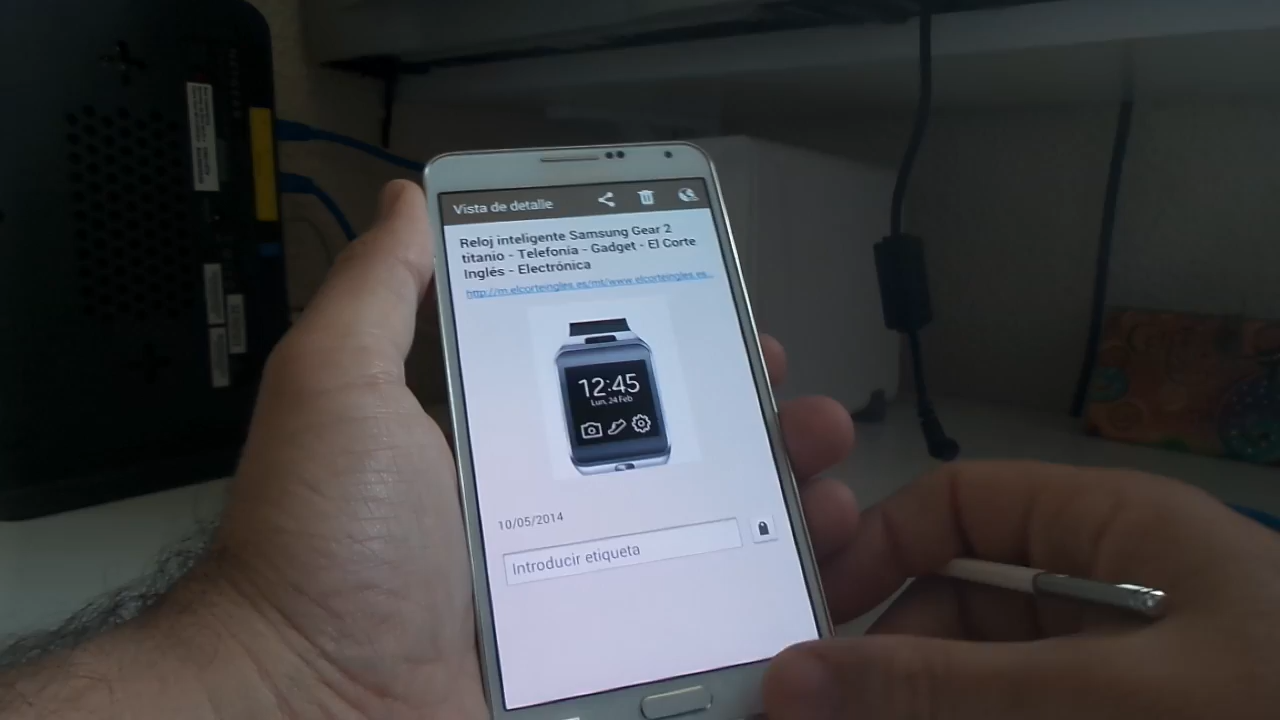 Vista de detalle
Reloj inteligente Samsung Gear 2
titanio - Telefonía - Gadget - El Corte
Inglés - Electrónica
http://m.elcorteingles.es/mt/www.elcorteingles.es...
12:45
Lun, 24 Feb
10/05/2014
Introducir etiqueta